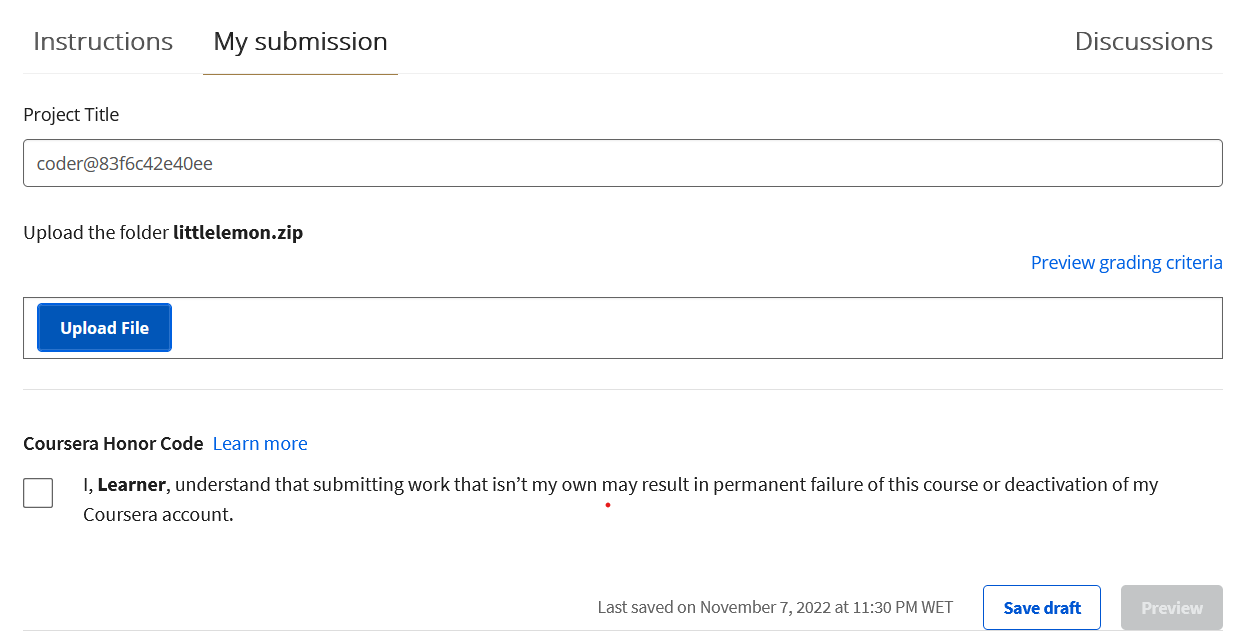 Instructions My submission Discussions
Project Title
coder@83f6c42e40ee
Upload the folder littlelemon.zip
Preview grading criteria
Upload File
Coursera Honor Code Learn more
I, Learner, understand that submitting work that isn’t my own may result in permanent failure of this course or deactivation of my
Coursera account.
Last saved on November 7, 2022 at 11:30 PM WET Save draft Preview